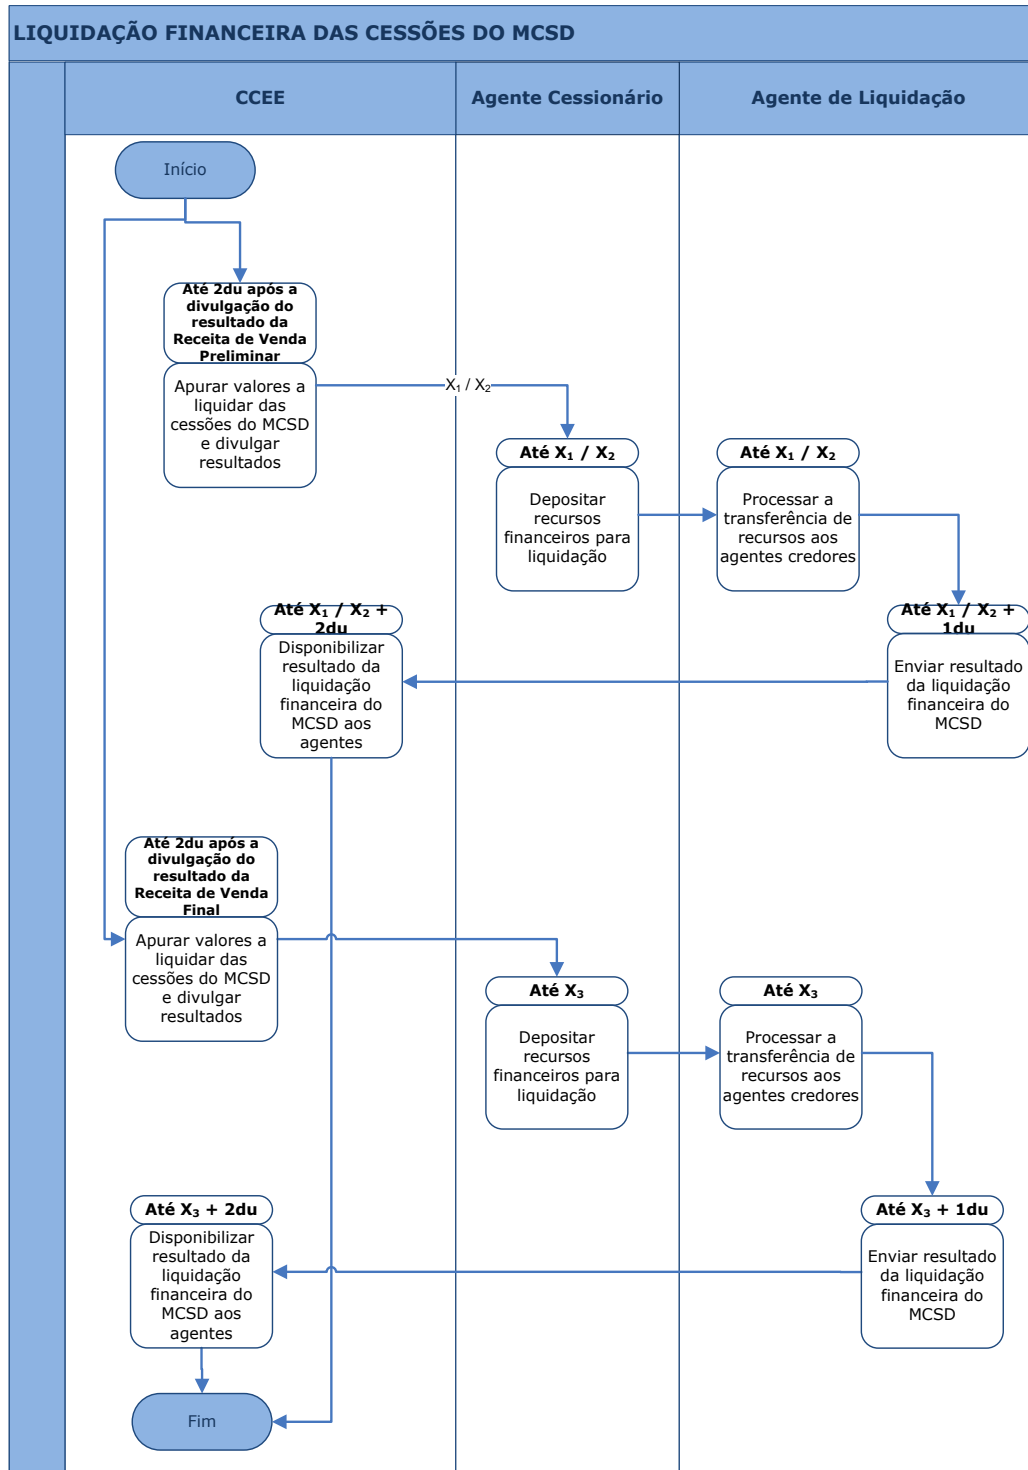 LIQUIDAÇÃO FINANCEIRA DAS CESSÕES DO MCSD
CCEE
Agente Cessionário
Agente de Liquidação
Início
Até 2du após a
divulgação do
resultado da
Receita de Venda
Preliminar
Apurar valores a
liquidar das
cessões do MCSD
e divulgar
resultados
X₁ / X₂
Até X₁ / X₂
Depositar
recursos
financeiros para
liquidação
Até X₁ / X₂
Processar a
transferência de
recursos aos
agentes credores
Até X₁ / X₂ +
1du
Enviar resultado
da liquidação
financeira do
MCSD
Até X₁ / X₂ +
2du
Disponibilizar
resultado da
liquidação
financeira do
MCSD aos
agentes
Até 2du após a
divulgação do
resultado da
Receita de Venda
Final
Apurar valores a
liquidar das
cessões do MCSD
e divulgar
resultados
Até X₃
Depositar
recursos
financeiros para
liquidação
Até X₃
Processar a
transferência de
recursos aos
agentes credores
Até X₃ + 1du
Enviar resultado
da liquidação
financeira do
MCSD
Até X₃ + 2du
Disponibilizar
resultado da
liquidação
financeira do
MCSD aos
agentes
Fim